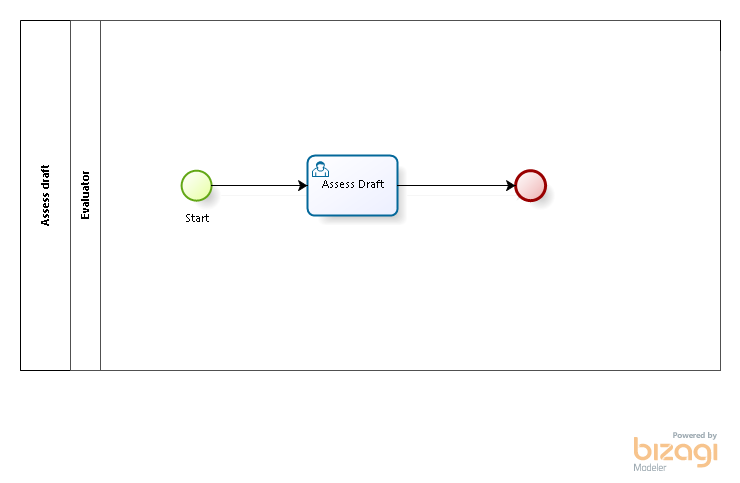 Assess draft
Evaluator
Assess Draft
Start
Powered by
bizagi
Modeler